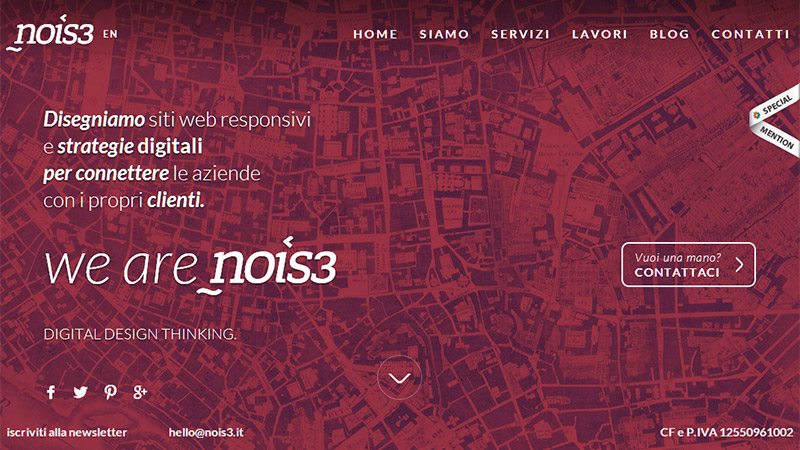 nois3 EN
HOME SIAMO SERVIZI LAVORI BLOG CONTATTI
SPECIAL
MENTION
Disegniamo siti web responsivi
e strategie digitali
per connettere le aziende
con i propri clienti.
we are nois3
Vuoi una mano?
CONTATTACI
DIGITAL DESIGN THINKING.
iscriviti alla newsletter hello@nois3.it CF e P.IVA 12550961002